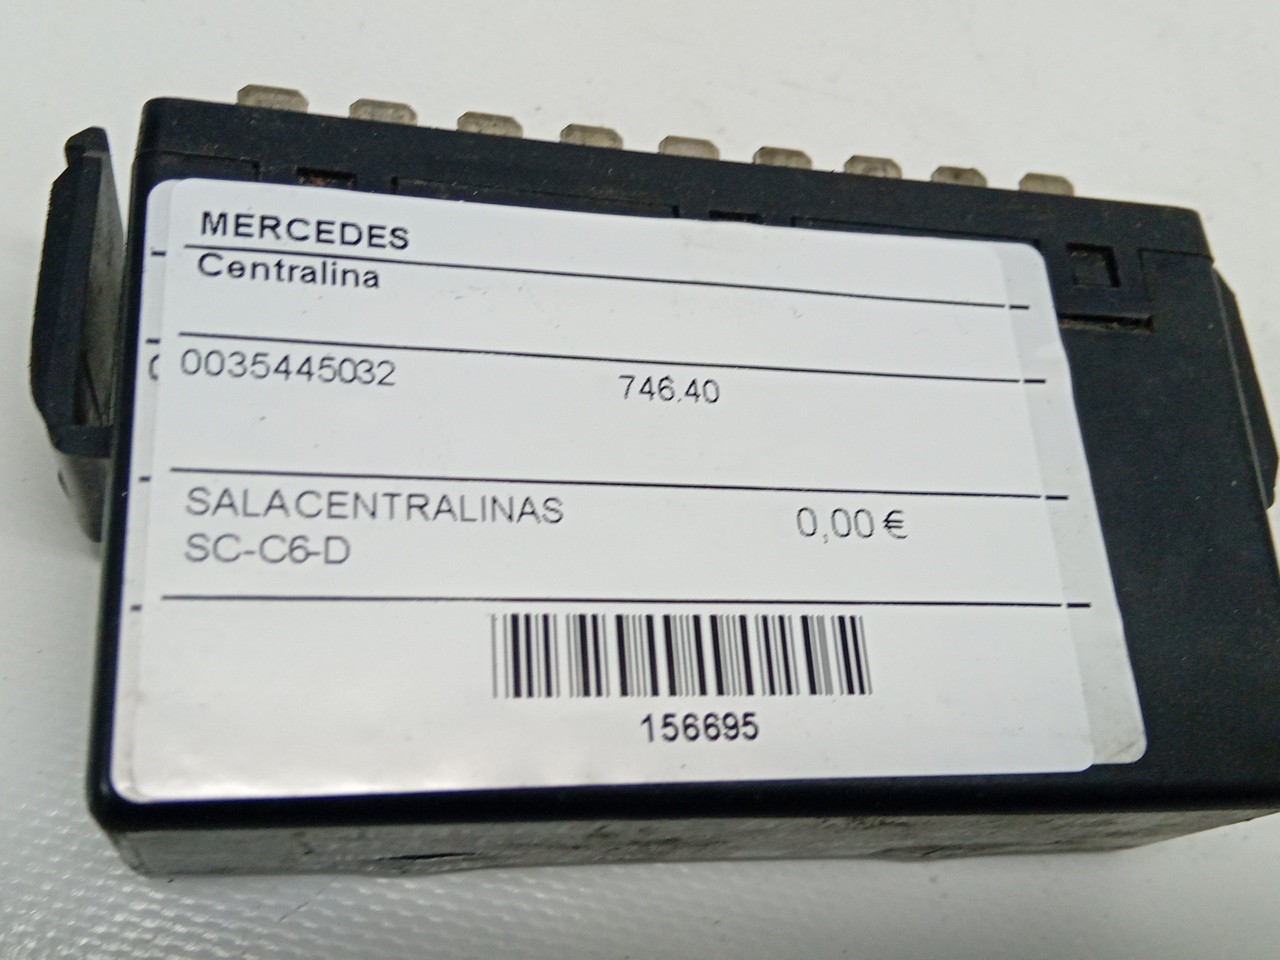 MERCEDES
Centralina
0035445032 746.40
SALACENTRALINAS 0,00€
SC-C6-D
156695